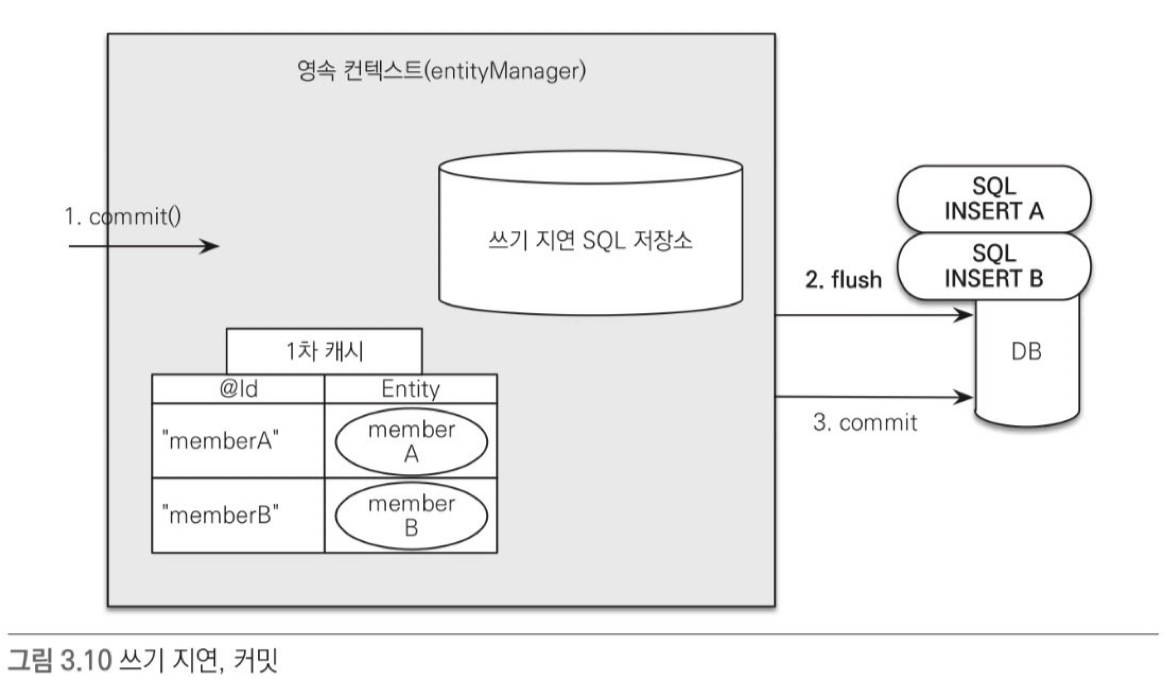 영속 컨텍스트(entityManager)
1. commit()
쓰기 지연 SQL 저장소
SQL
INSERT A
SQL
INSERT B
2. flush
DB
3. commit
1차 캐시
@Id Entity
"memberA" member
A
"memberB" member
B
그림 3.10 쓰기 지연, 커밋